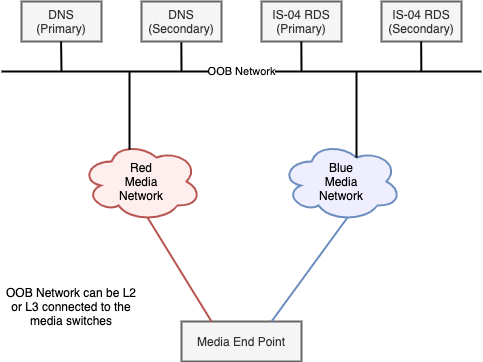 DNS
(Primary)
DNS
(Secondary)
IS-04 RDS
(Primary)
IS-04 RDS
(Secondary)
OOB Network
Red
Media
Network
Blue
Media
Network
OOB Network can be L2
or L3 connected to the
media switches
Media End Point